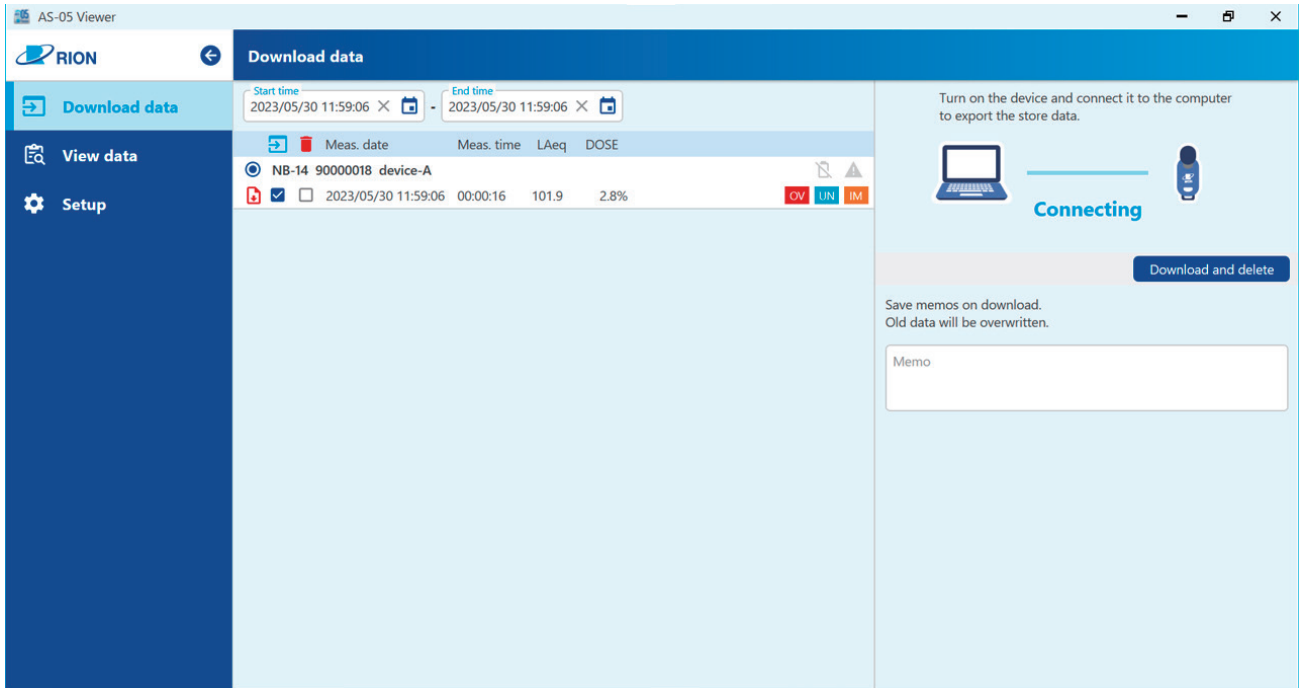 AS-05 Viewer
RION
Download data
Download data
View data
Setup
Start time
2023/05/30 11:59:06
-
End time
2023/05/30 11:59:06
Meas. date Meas. time LAeq DOSE
NB-14 90000018 device-A
2023/05/30 11:59:06 00:00:16 101.9 2.8% OV UN IM
Turn on the device and connect it to the computer
to export the store data.
Connecting
Download and delete
Save memos on download.
Old data will be overwritten.
Memo